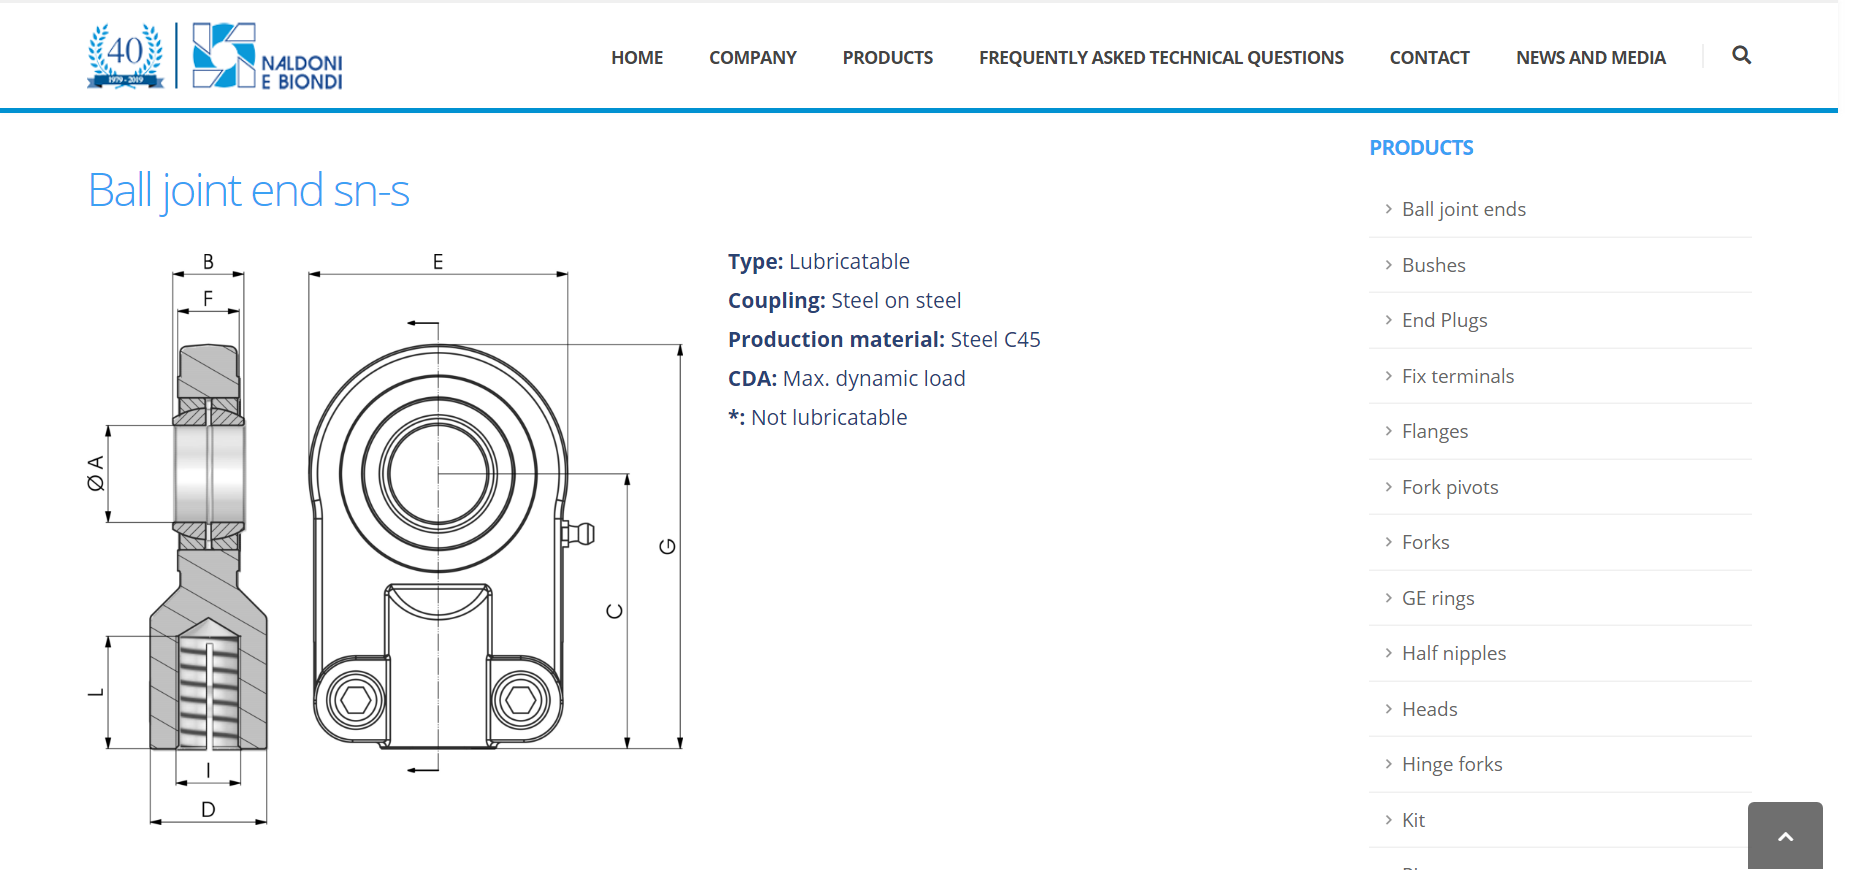 40
1979 - 2019
NALDONI
E BIONDI
HOME COMPANY PRODUCTS FREQUENTLY ASKED TECHNICAL QUESTIONS CONTACT NEWS AND MEDIA
Ball joint end sn-s
B
F
E
Ø A
G
C
L
I
D
Type: Lubricatable
Coupling: Steel on steel
Production material: Steel C45
CDA: Max. dynamic load
*: Not lubricatable
PRODUCTS
Ball joint ends
Bushes
End Plugs
Fix terminals
Flanges
Fork pivots
Forks
GE rings
Half nipples
Heads
Hinge forks
Kit